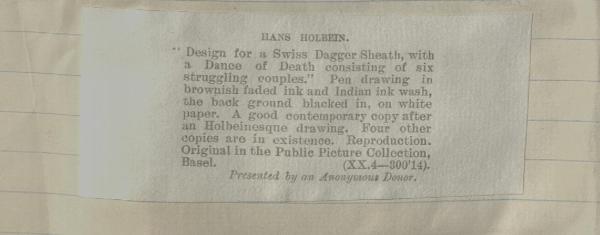 HANS HOLBEIN.
"Design for a Swiss Dagger Sheath, with
a Dance of Death consisting of six
struggling couples." Pen drawing in
brownish faded ink and Indian ink wash,
the back ground blacked in, on white
paper. A good contemporary copy after
an Holbeinesque drawing. Four other
copies are in existence. Reproduction.
Original in the Public Picture Collection,
Basel. (XX.4—300'14).
Presented by an Anonymous Donor.